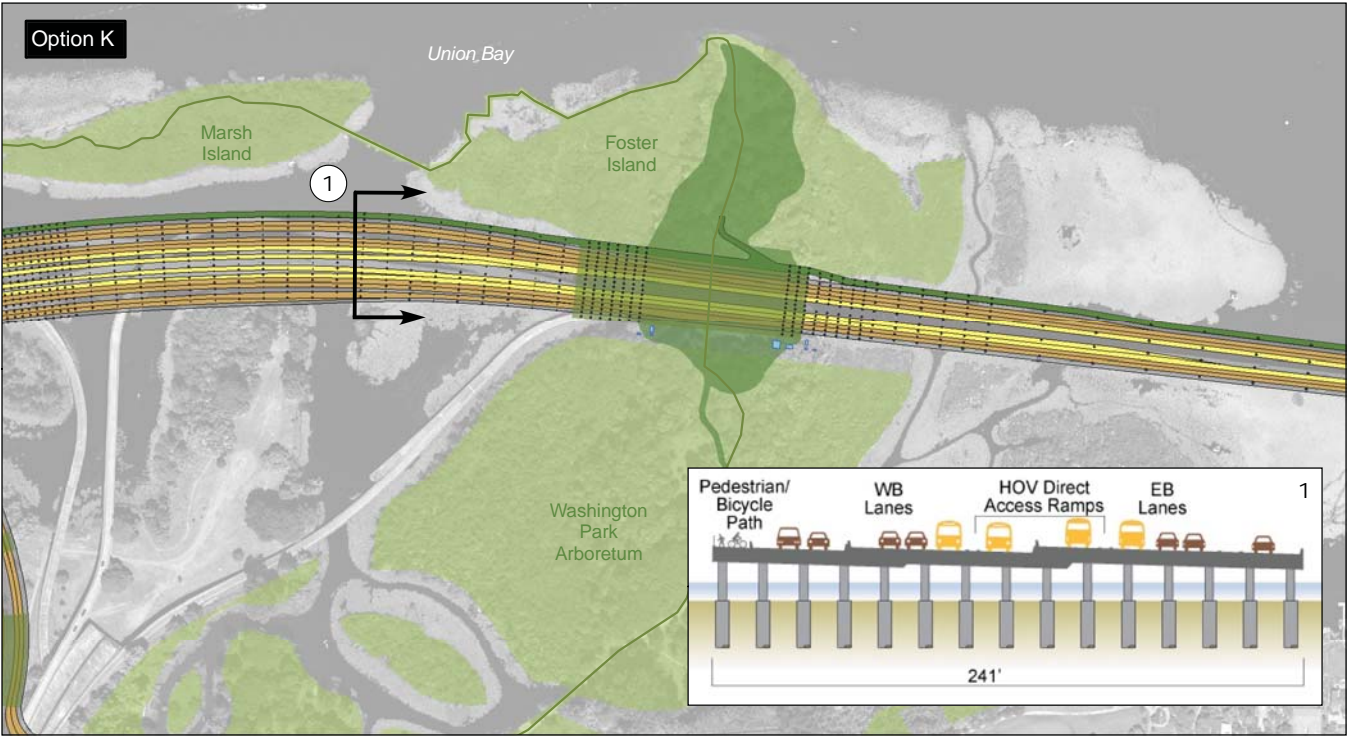 Option K
Union Bay
Marsh
Island
Foster
Island
1
Washington
Park
Arboretum
Pedestrian/
Bicycle
Path
WB
Lanes
HOV Direct
Access Ramps
EB
Lanes
1
241'